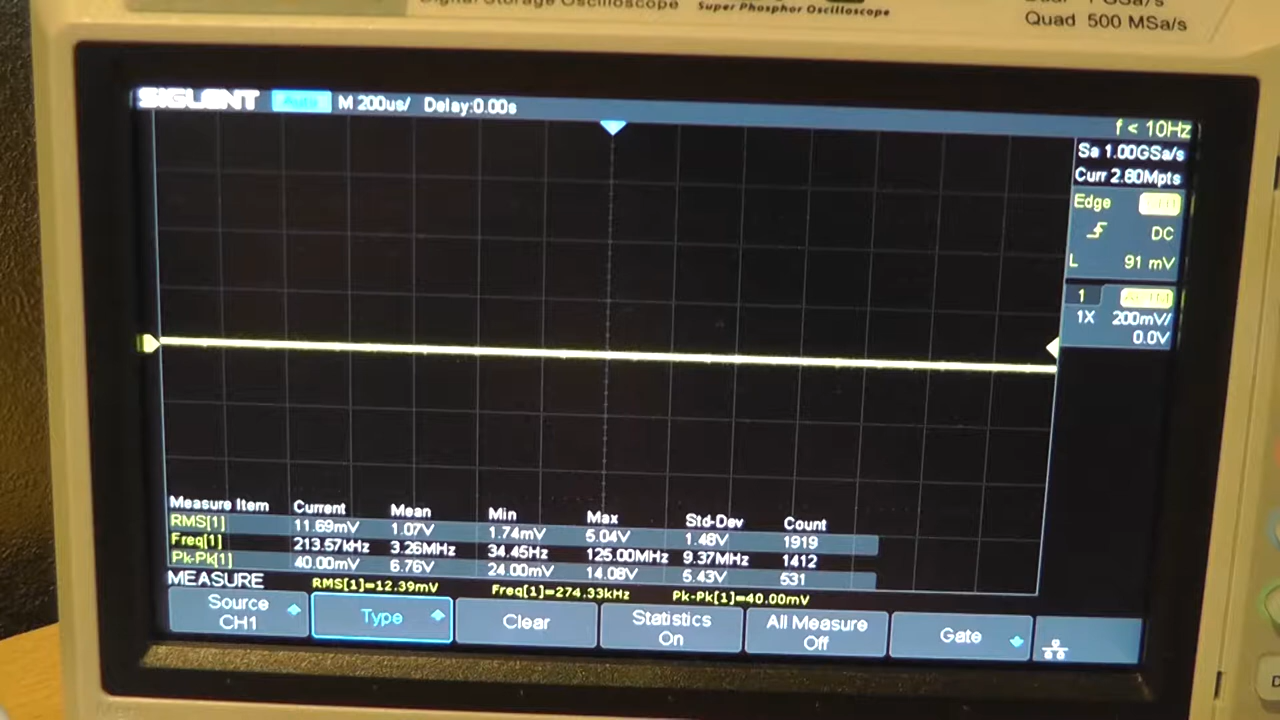 Digital Storage Oscilloscope
Super Phosphor Oscilloscope
Quad 500 MSa/s
SIGLENT Auto M 200us/ Delay:0.00s
f < 10Hz
Sa 1.00GSa/s
Curr 2.80Mpts
Edge
DC
L 91 mV
1
1X 200mV/
0.0V
Measure Item Current Mean Min Max Std-Dev Count
RMS[1] 11.69mV 1.07V 1.74mV 5.04V 1.48V 1919
Freq[1] 213.57kHz 3.26MHz 34.45Hz 125.00MHz 9.37MHz 1412
Pk-Pk[1] 40.00mV 6.76V 24.00mV 14.08V 5.43V 531
MEASURE RMS[1]=12.39mV Freq[1]=274.33kHz Pk-Pk[1]=40.00mV
Source
CH1
Type
Clear
Statistics
On
All Measure
Off
Gate